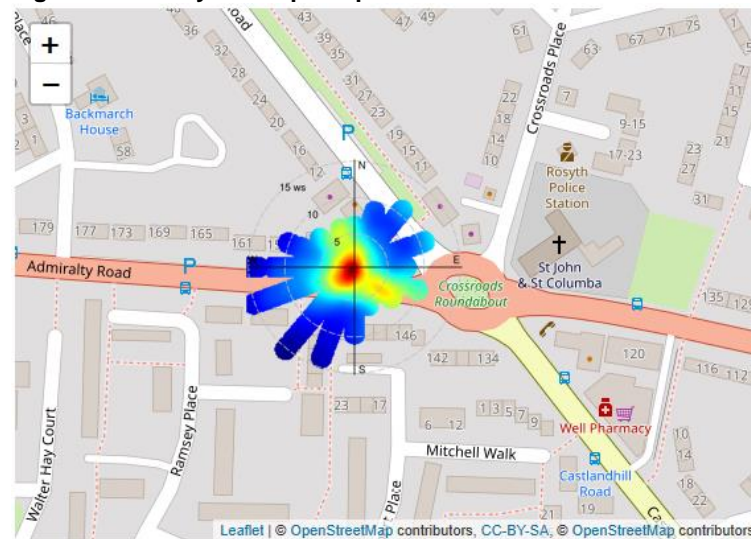 Place
46
36
Road
39
43
45
47
32
35
61
63
67
71
75
Crossroads Place
+
−
28
31
24
27
Backmarch
House
20
23
P
19
22
7
9-15
18
15
16
14
11
17-23
23
21
27
58
12
10
Rosyth
Police
Station
31
N
15 ws
10
5
179
177
173
169
165
161
E
St John
& St Columba
P
Admiralty Road
Crossroads
Roundabout
135
146
S
142
134
120
116
112
Walter Hay Court
Ramsey Place
23
17
6
12
1
3
5
7
9
Well Pharmacy
10
14
Mitchell Walk
Castlandhill
Road
18
22
Place
21
19
Leaflet | © OpenStreetMap contributors, CC-BY-SA, © OpenStreetMap contributors